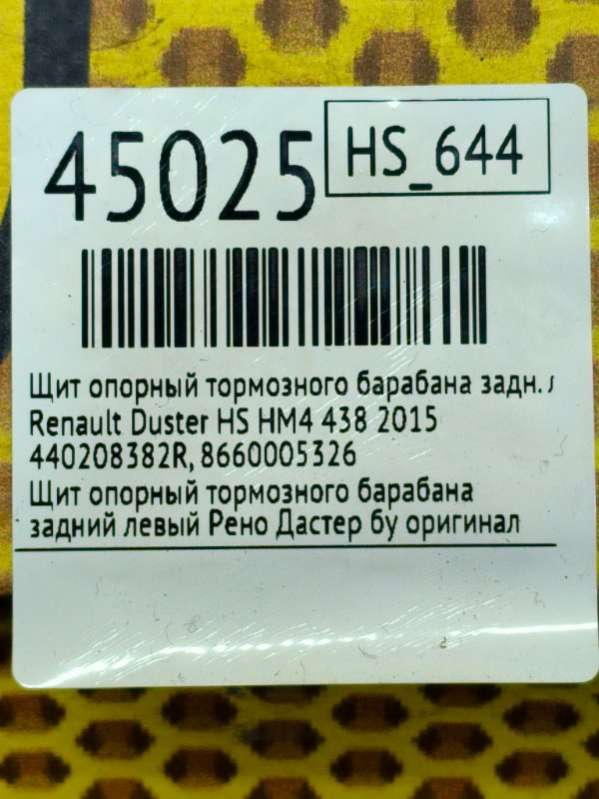 45025
HS_644
Щит опорный тормозного барабана задн. л
Renault Duster HS HM4 438 2015
440208382R, 8660005326
Щит опорный тормозного барабана
задний левый Рено Дастер бу оригинал